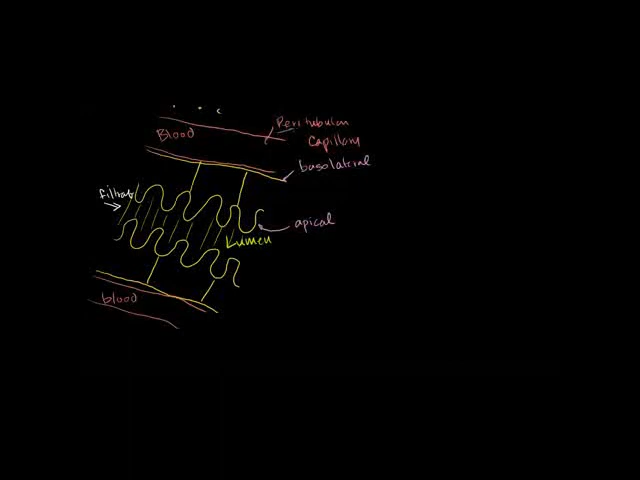 Peritubular
Blood
Capillary
basolateral
filtrate
apical
Lumen
blood